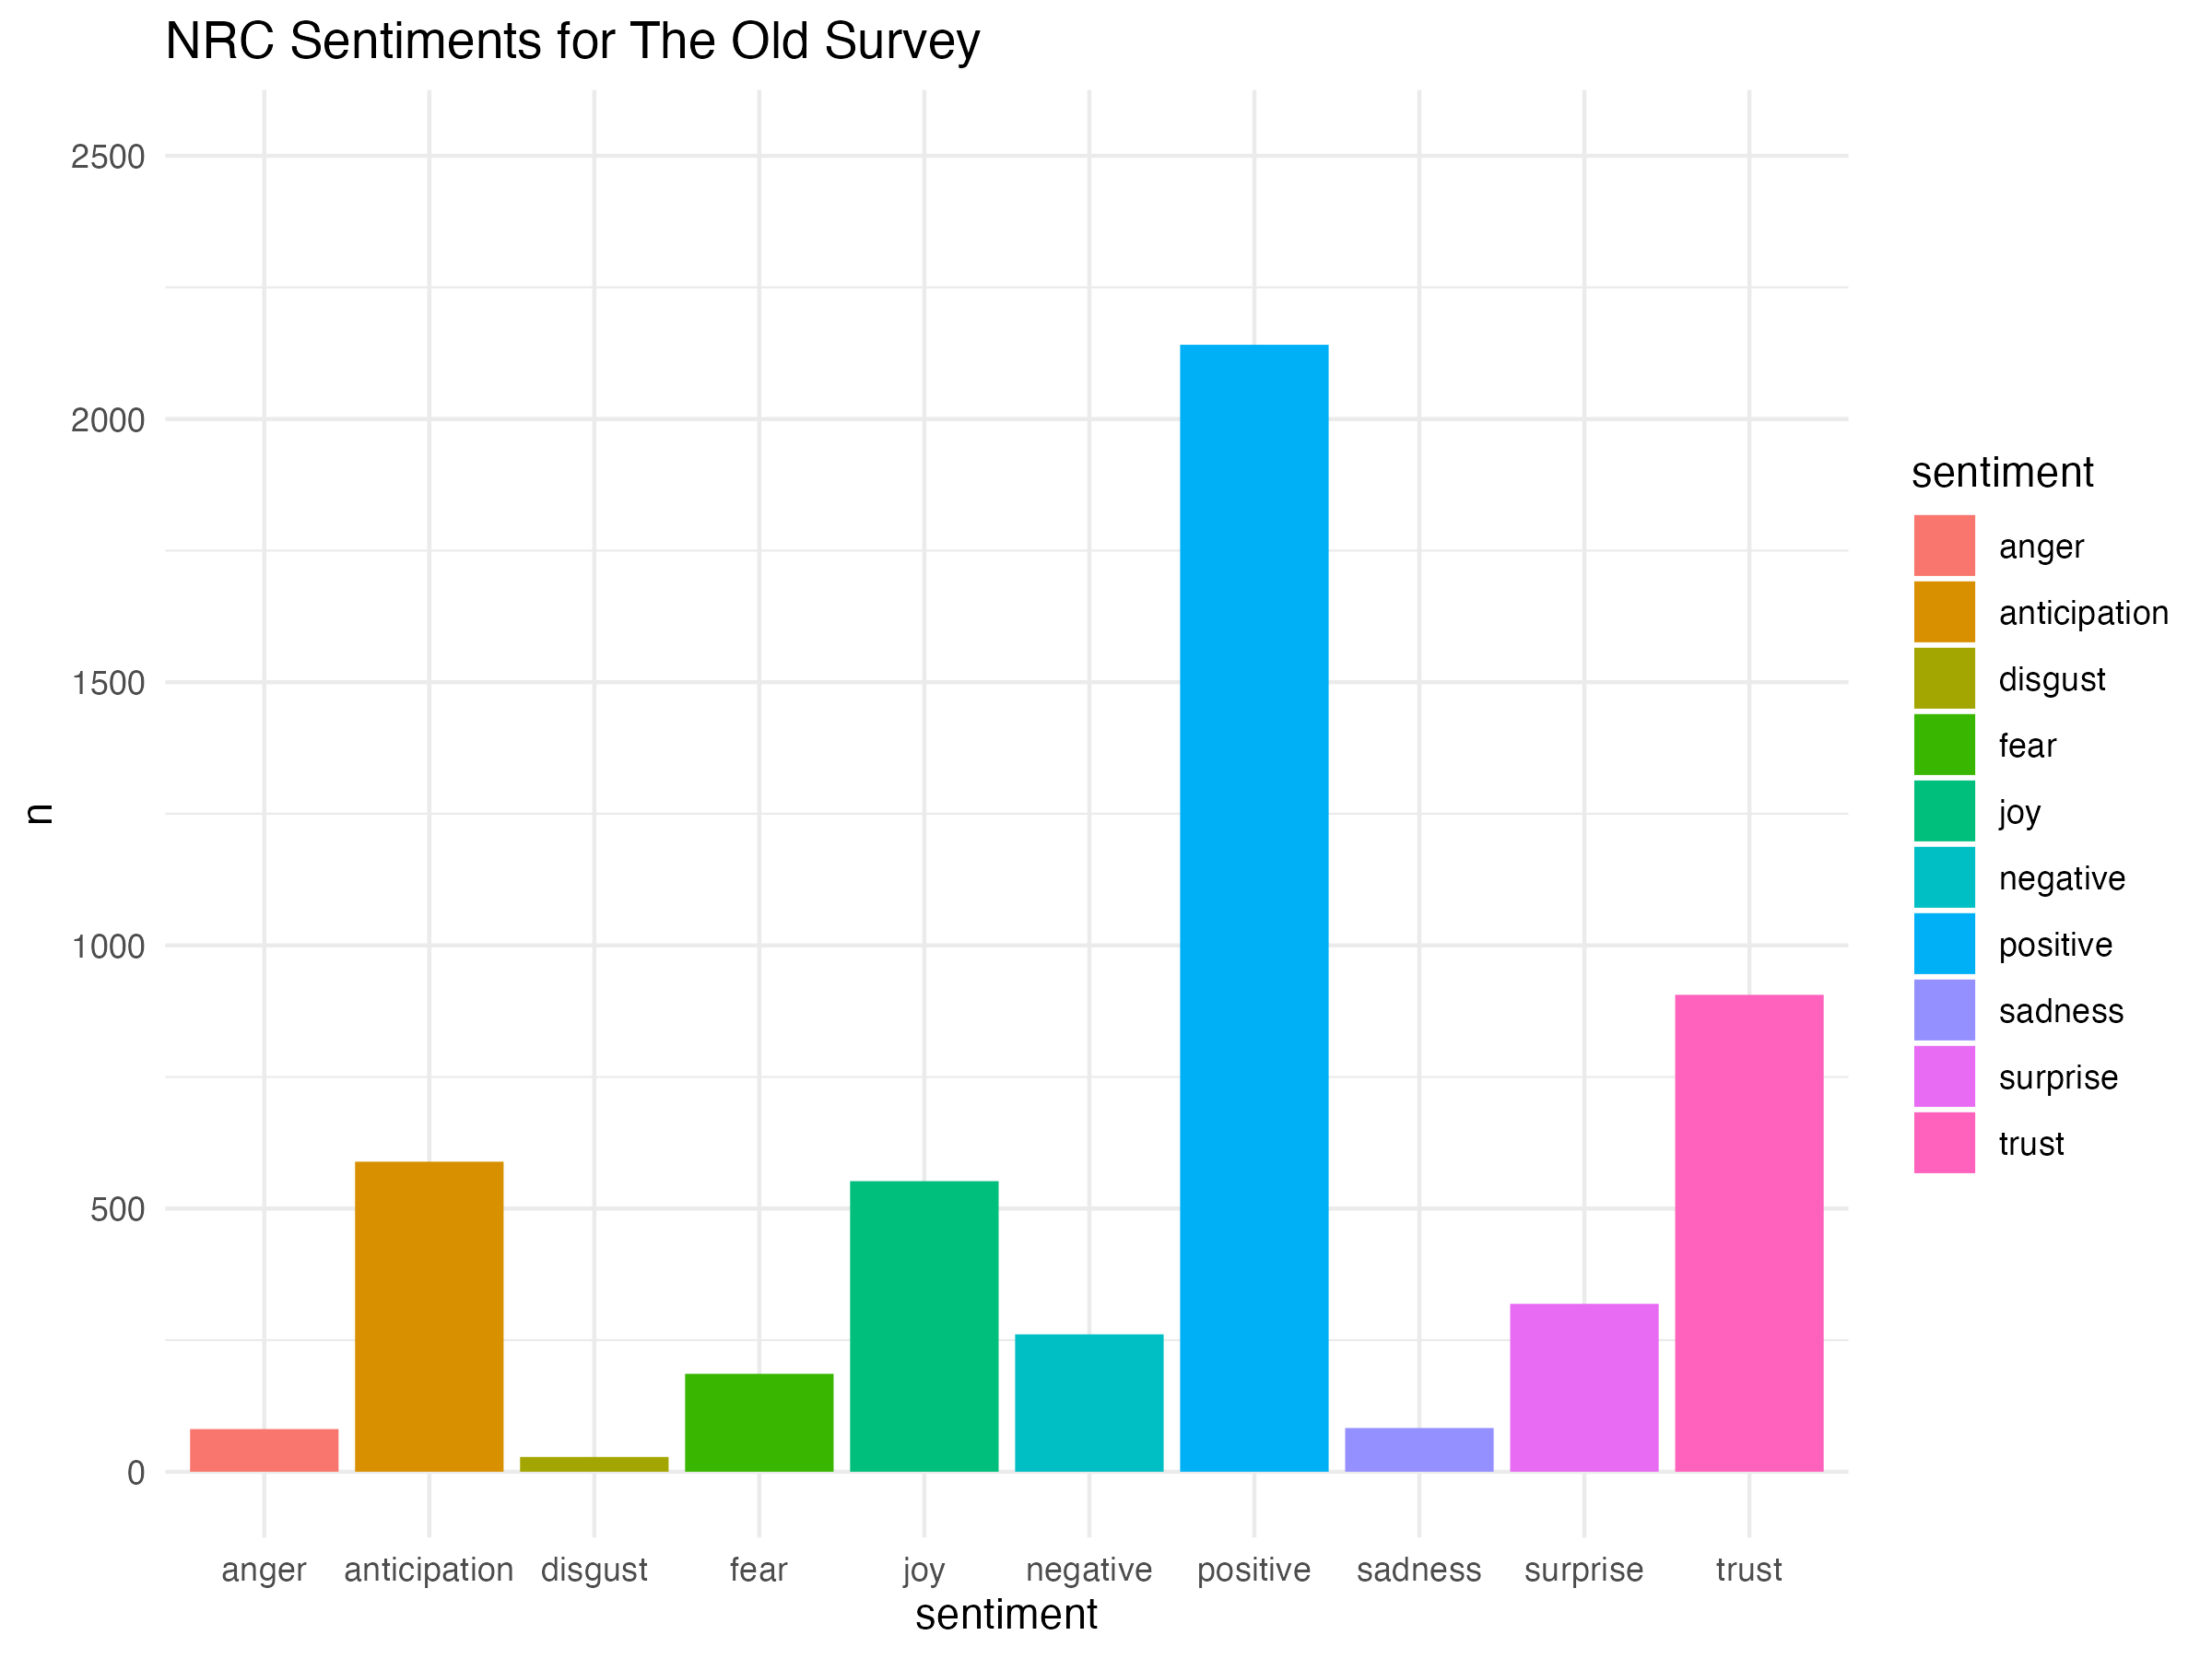 NRC Sentiments for The Old Survey
2500
2000
1500
1000
500
0
n
anger anticipation disgust fear joy negative positive sadness surprise trust
sentiment
sentiment
anger
anticipation
disgust
fear
joy
negative
positive
sadness
surprise
trust